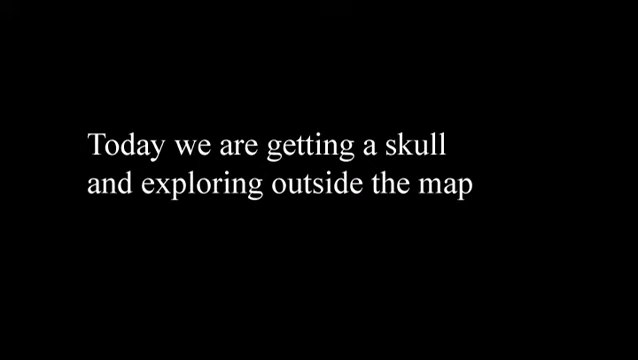 Today we are getting a skull
and exploring outside the map